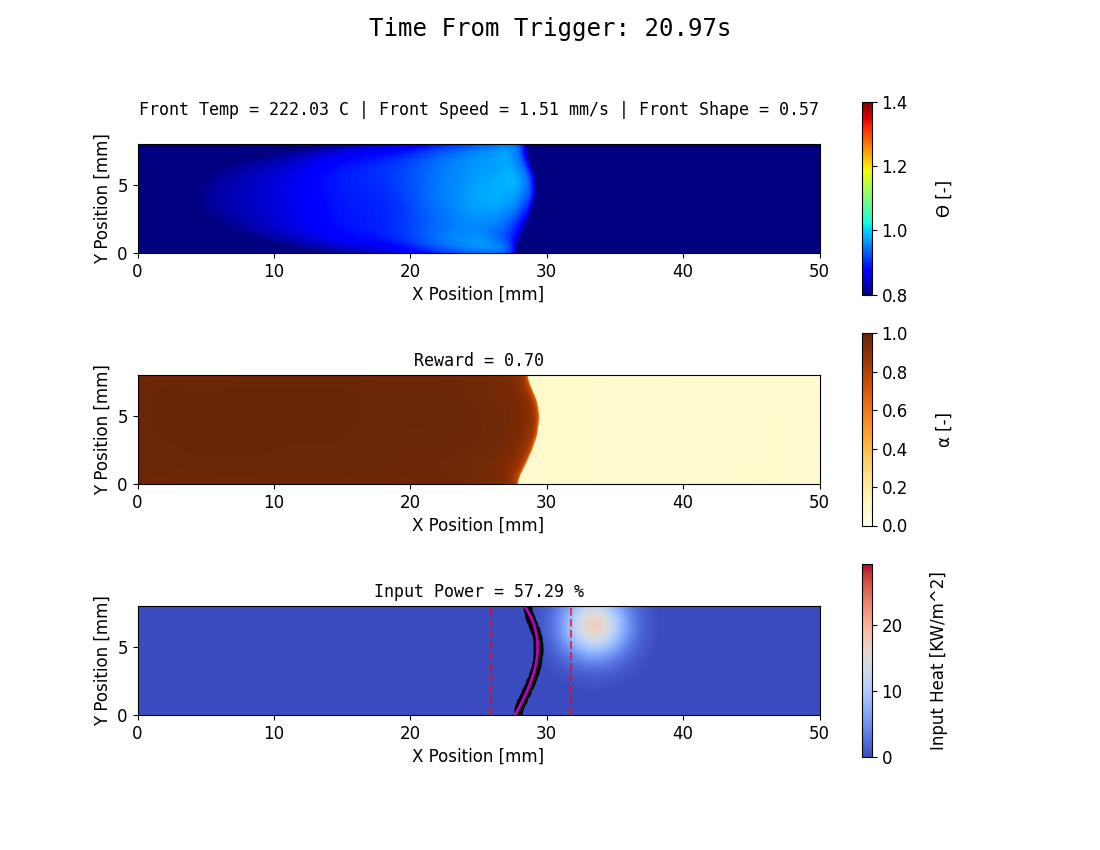 Time From Trigger: 20.97s
Front Temp = 222.03 C | Front Speed = 1.51 mm/s | Front Shape = 0.57
Y Position [mm]
5
0
0 10 20 30 40 50
X Position [mm]
1.4
1.2
1.0
0.8
Θ [-]
Reward = 0.70
Y Position [mm]
5
0
0 10 20 30 40 50
X Position [mm]
1.0
0.8
0.6
0.4
0.2
0.0
α [-]
Input Power = 57.29 %
Y Position [mm]
5
0
0 10 20 30 40 50
X Position [mm]
20
10
0
Input Heat [KW/m^2]